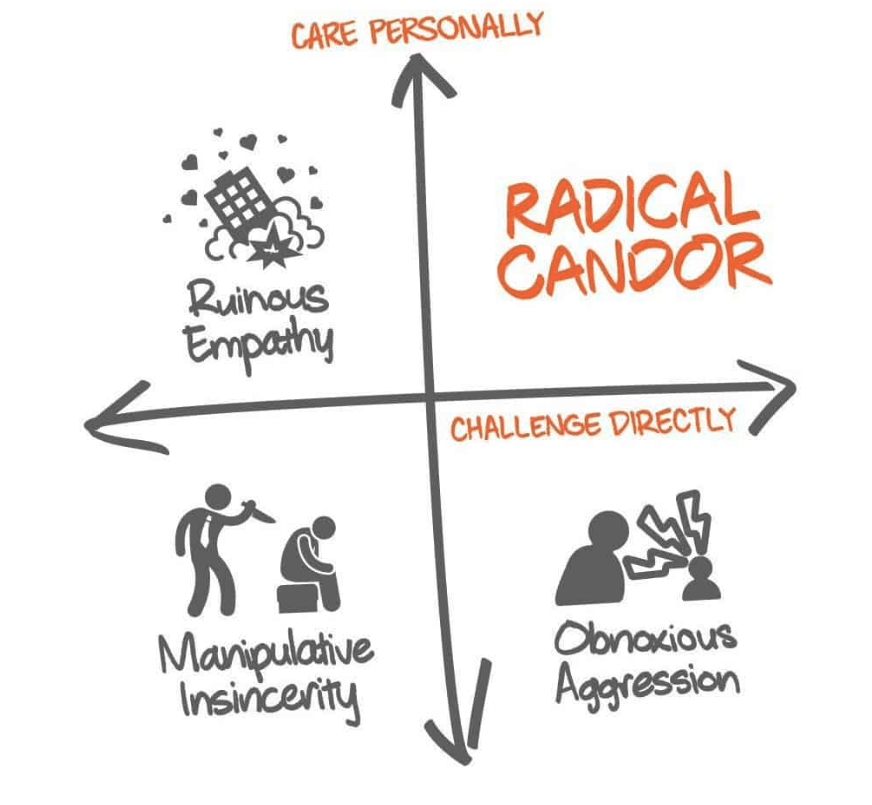 CARE PERSONALLY
RADICAL
CANDOR
Ruinous
Empathy
CHALLENGE DIRECTLY
Manipulative
Insincerity
Obnoxious
Aggression